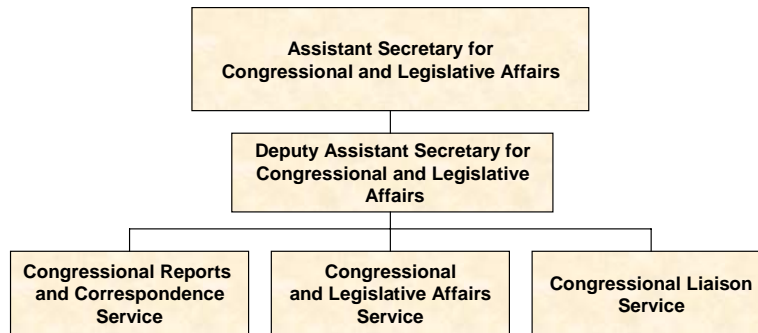 Assistant Secretary for
Congressional and Legislative Affairs
Deputy Assistant Secretary for
Congressional and Legislative
Affairs
Congressional Reports
and Correspondence
Service
Congressional
and Legislative Affairs
Service
Congressional Liaison
Service